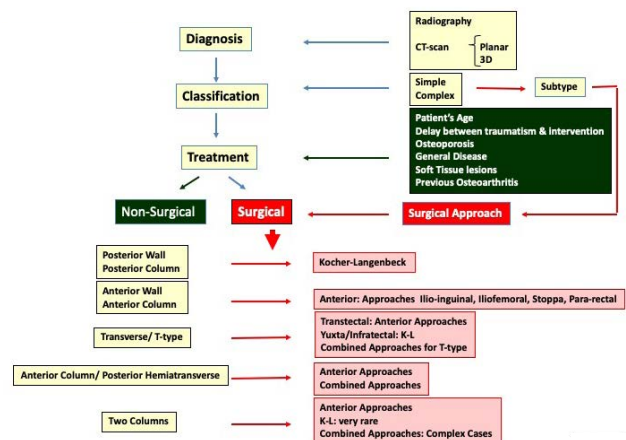 Radiography
Diagnosis
CT-scan
Planar
3D
Simple
Complex
Subtype
Classification
Patient's Age
Delay between traumatism & intervention
Osteoporosis
General Disease
Soft Tissue lesions
Previous Osteoarthritis
Treatment
Non-Surgical
Surgical
Surgical Approach
Posterior Wall
Posterior Column
Kocher-Langenbeck
Anterior Wall
Anterior Column
Anterior: Approaches Ilio-inguinal, Iliofemoral, Stoppa, Para-rectal
Transverse/ T-type
Transtectal: Anterior Approaches
Yuxta/Infratectal: K-L
Combined Approaches for T-type
Anterior Column/ Posterior Hemiatransverse
Anterior Approaches
Combined Approaches
Two Columns
Anterior Approaches
K-L: very rare
Combined Approaches: Complex Cases